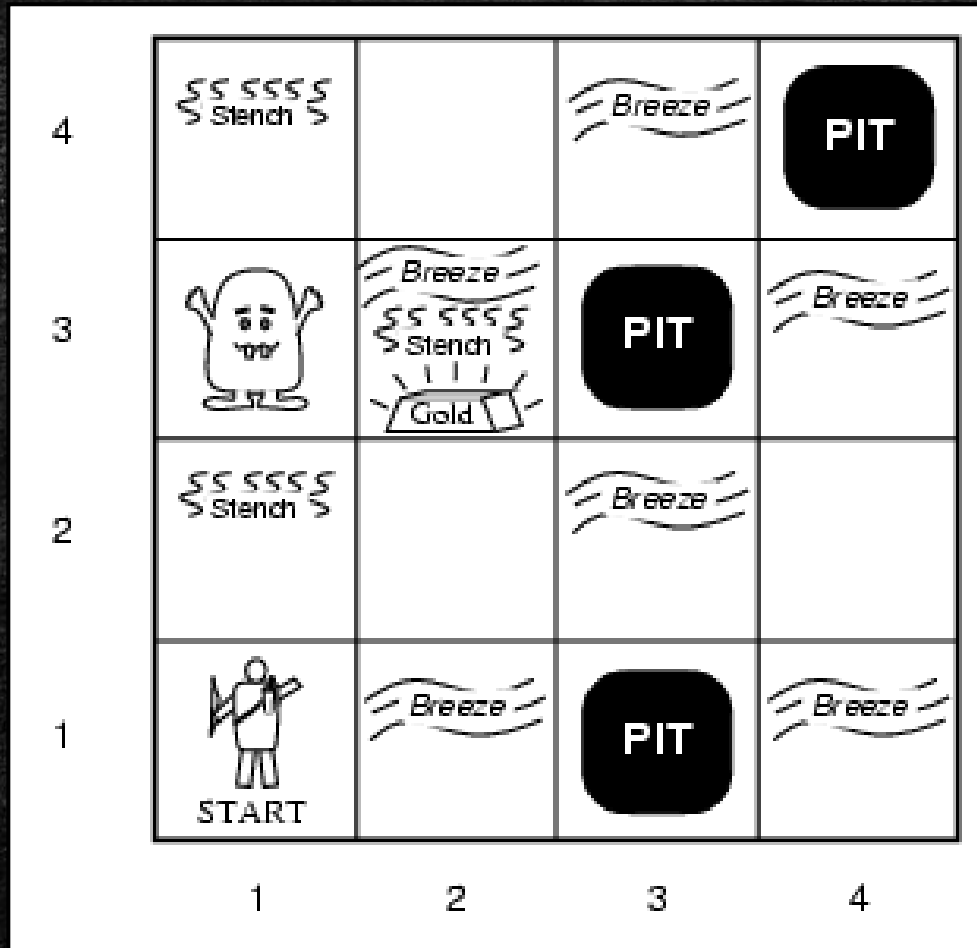 4
Stench
Breeze
PIT
3
Breeze
Stench
Gold
PIT
Breeze
2
Stench
Breeze
1
START
Breeze
PIT
Breeze
1 2 3 4